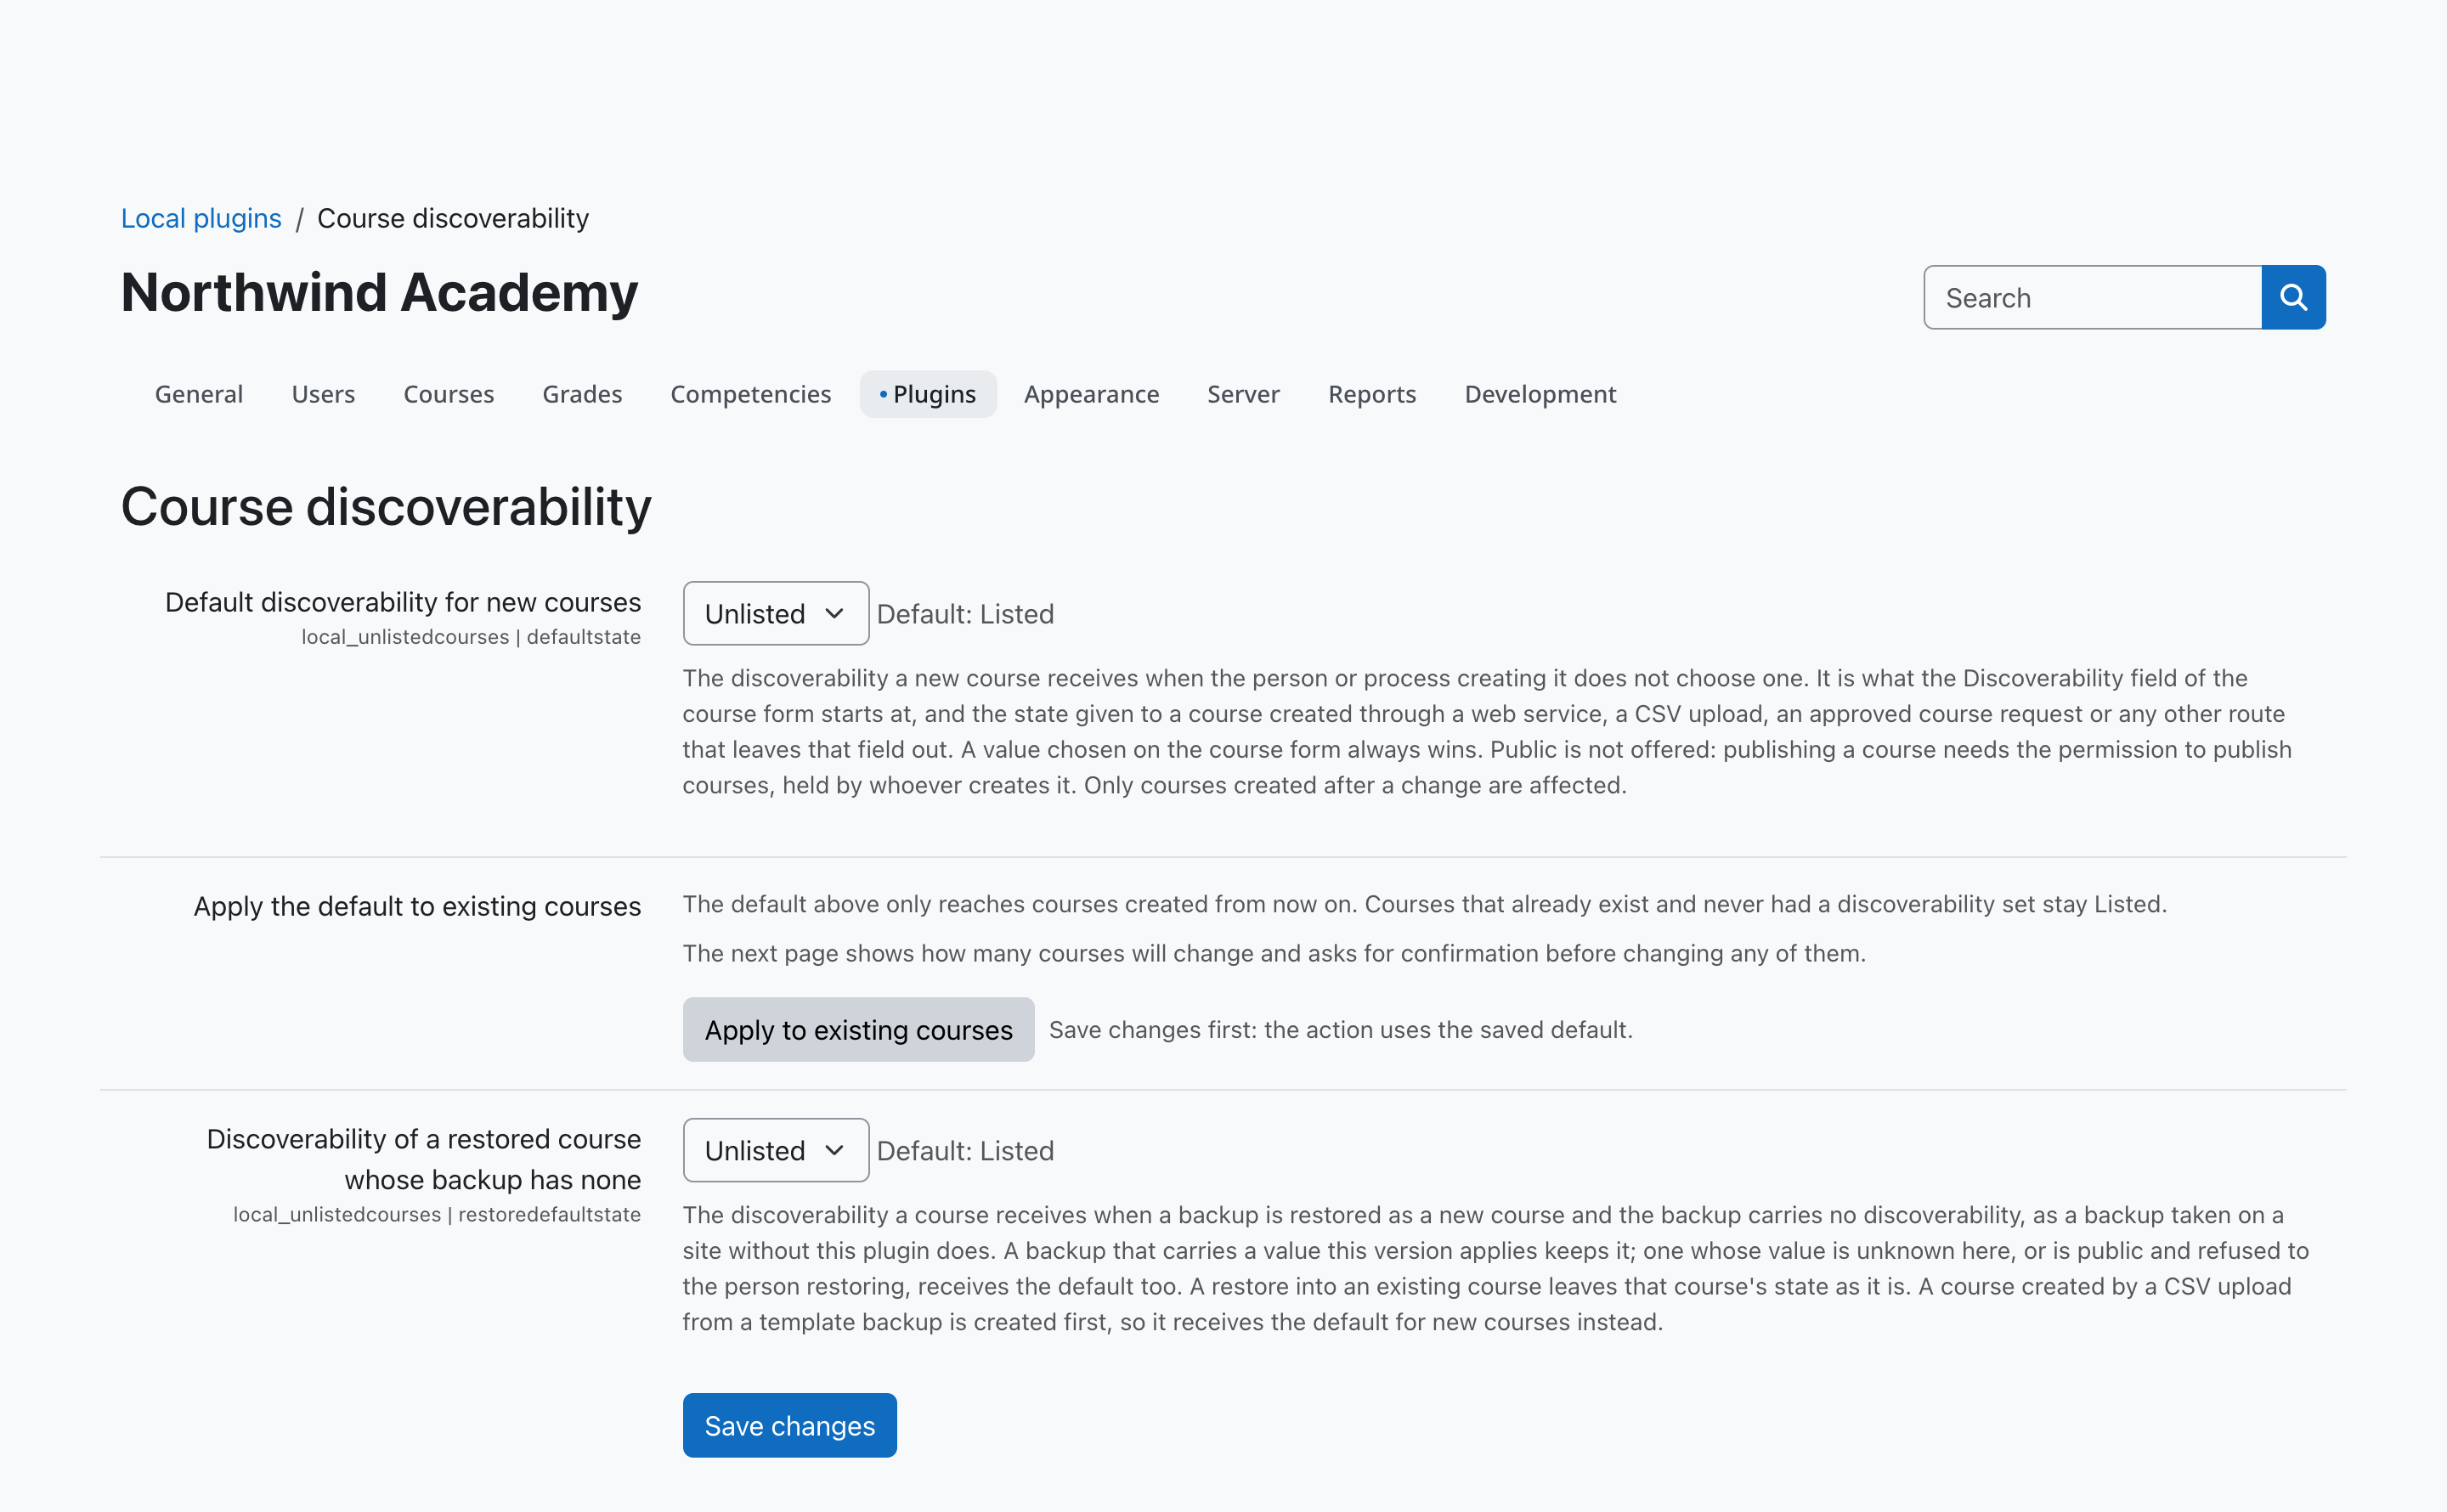 Local plugins / Course discoverability
Northwind Academy
Search
General Users Courses Grades Competencies • Plugins Appearance Server Reports Development
Course discoverability
Default discoverability for new courses
local_unlistedcourses | defaultstate
Unlisted Default: Listed
The discoverability a new course receives when the person or process creating it does not choose one. It is what the Discoverability field of the
course form starts at, and the state given to a course created through a web service, a CSV upload, an approved course request or any other route
that leaves that field out. A value chosen on the course form always wins. Public is not offered: publishing a course needs the permission to publish
courses, held by whoever creates it. Only courses created after a change are affected.
Apply the default to existing courses
The default above only reaches courses created from now on. Courses that already exist and never had a discoverability set stay Listed.
The next page shows how many courses will change and asks for confirmation before changing any of them.
Apply to existing courses Save changes first: the action uses the saved default.
Discoverability of a restored course
whose backup has none
local_unlistedcourses | restoredefaultstate
Unlisted Default: Listed
The discoverability a course receives when a backup is restored as a new course and the backup carries no discoverability, as a backup taken on a
site without this plugin does. A backup that carries a value this version applies keeps it; one whose value is unknown here, or is public and refused to
the person restoring, receives the default too. A restore into an existing course leaves that course's state as it is. A course created by a CSV upload
from a template backup is created first, so it receives the default for new courses instead.
Save changes